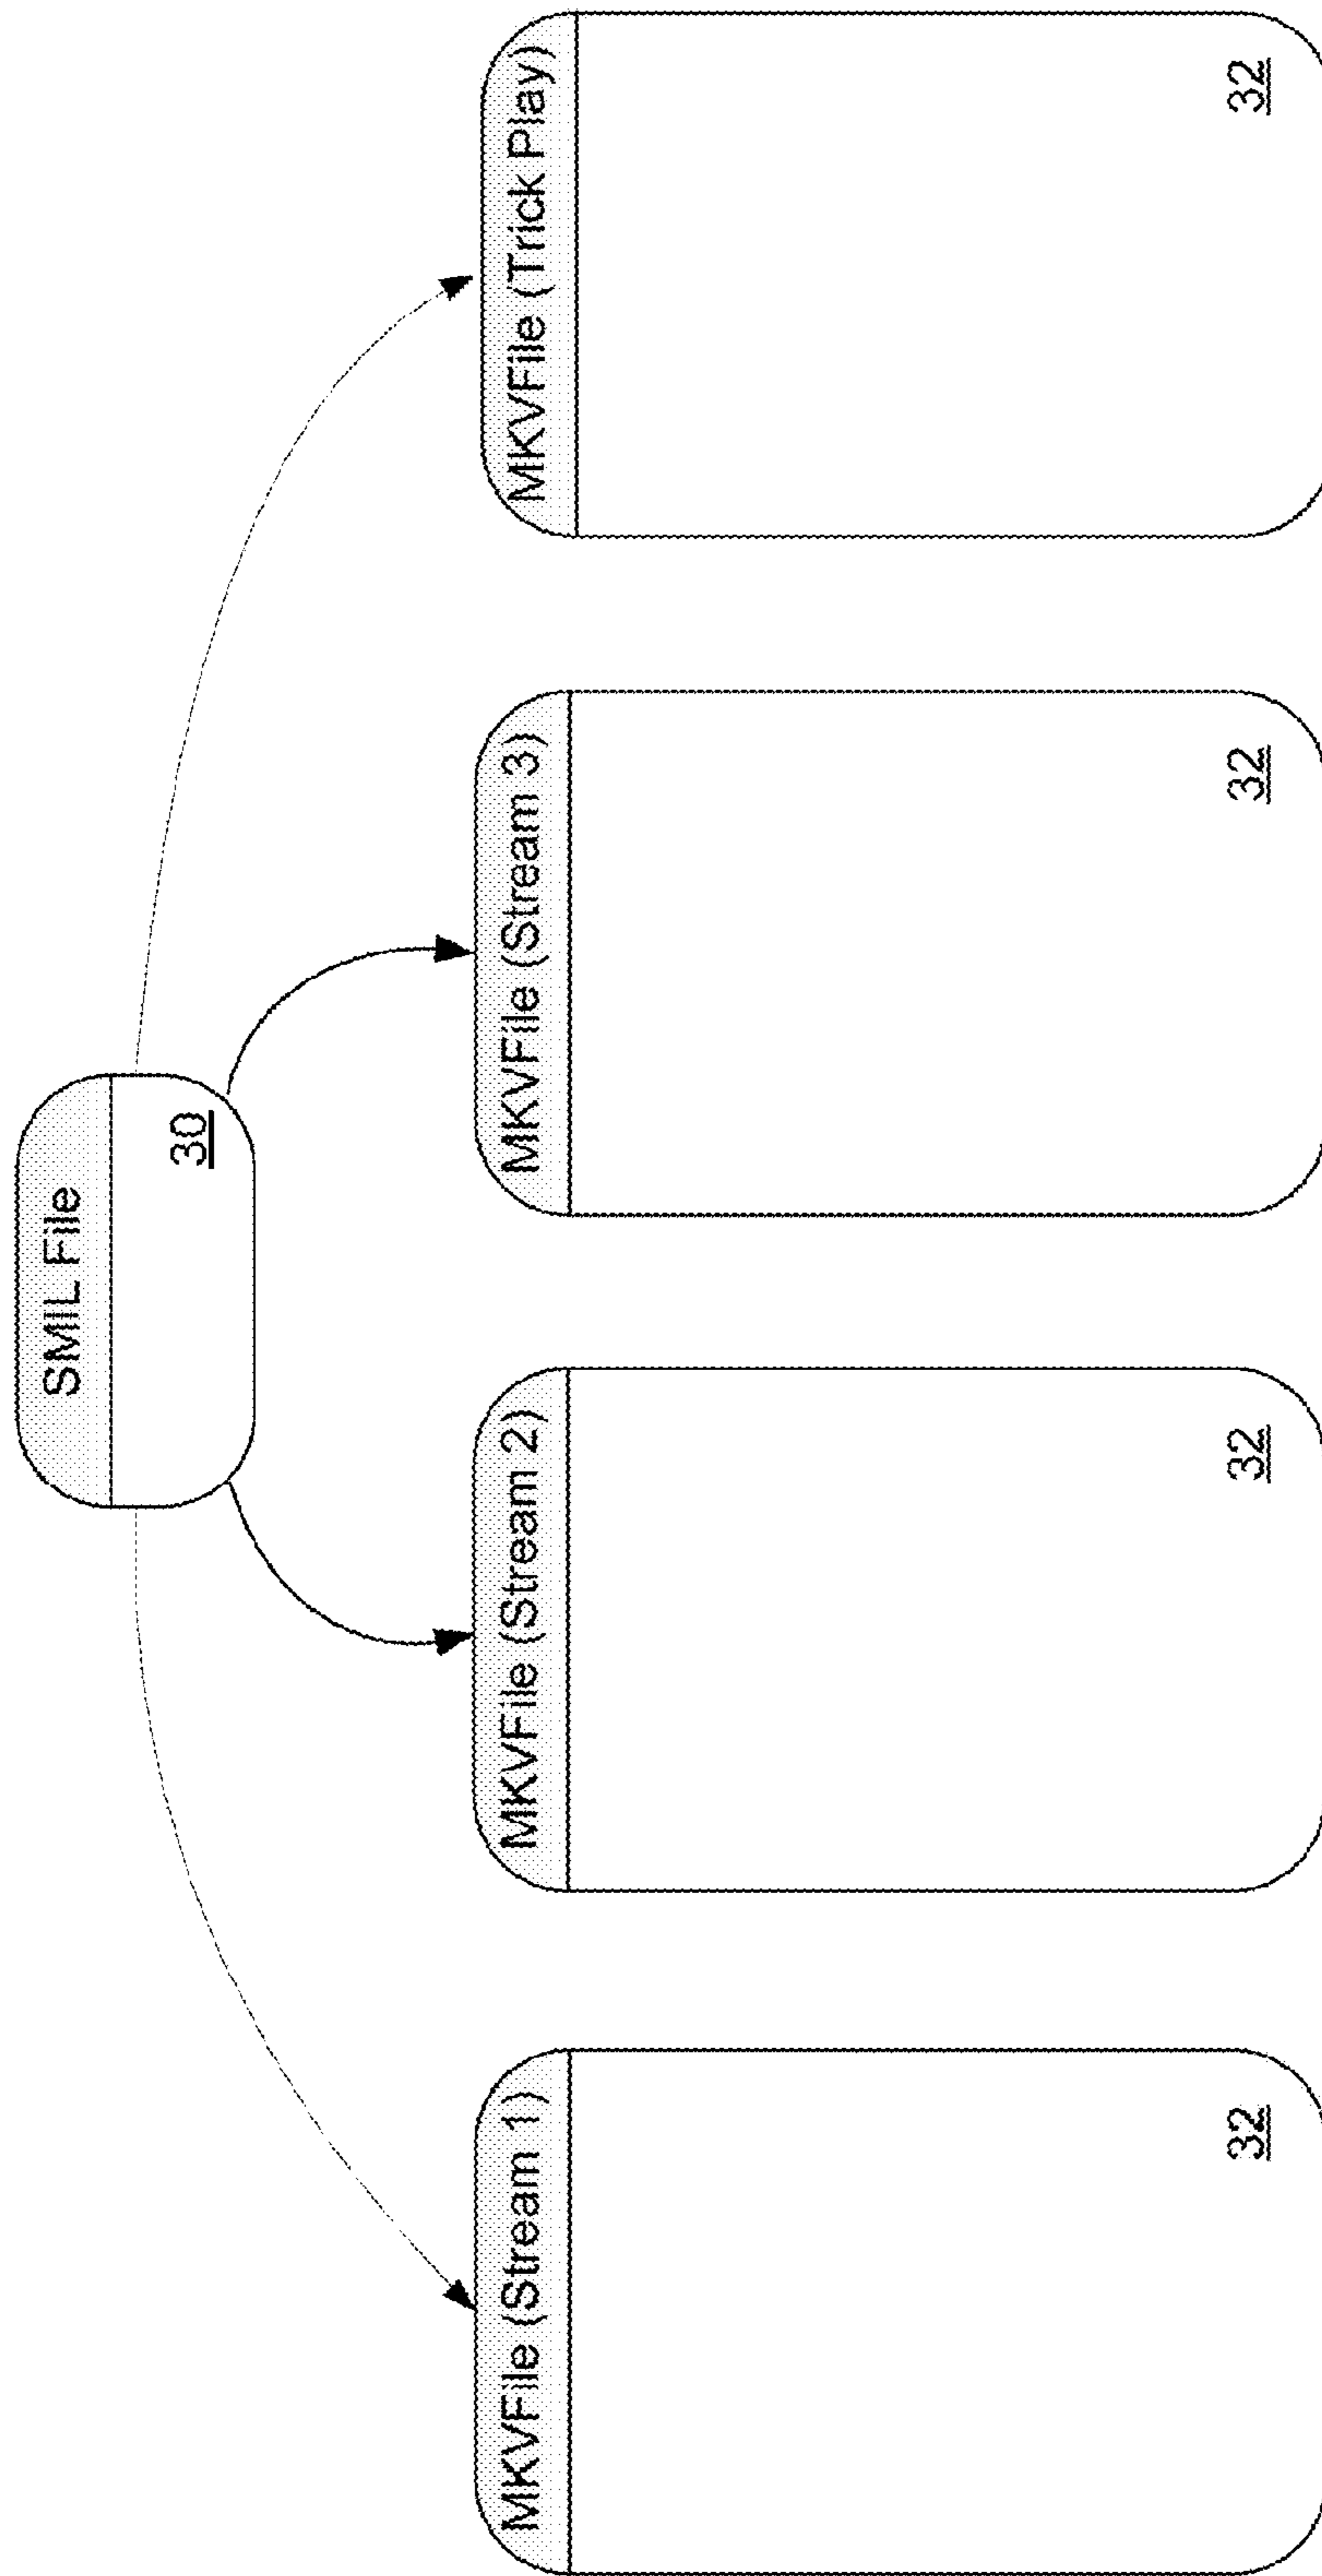 SMIL File
30
MKVFile (Stream 1)
MKVFile (Stream 2)
MKVFile (Stream 3)
MKVFile (Trick Play)
32
32
32
32